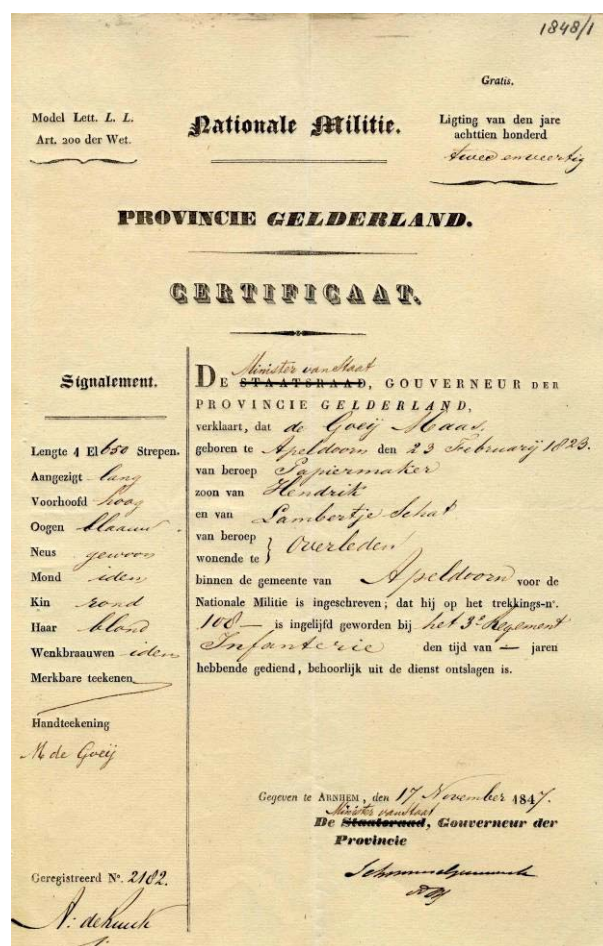 1848/1
Gratis.
Model Lett. L. L.
Art. 200 der Wet.
Nationale Militie.
Ligting van den jare
achttien honderd
twee en veertig
PROVINCIE GELDERLAND.
CERTIFICAAT.
Signalement.
Lengte 1 El 650 Strepen.
Aangezigt lang
Voorhoofd hoog
Oogen blaauw
Neus gewoon
Mond idem
Kin rond
Haar blond
Wenkbraauwen idem
Merkbare teekenen
Handteekening
M de Goeij
Geregistreerd No. 2182.
Minister van Staat
DE STAATSRAAD, GOUVERNEUR DER
PROVINCIE GELDERLAND,
verklaart, dat de Goeij Maas
geboren te Apeldoorn den 23 Februarij 1823.
van beroep Papiermaker
zoon van Hendrik
en van Lambertje Schat
van beroep
wonende te } Overleden
binnen de gemeente van Apeldoorn voor de
Nationale Militie is ingeschreven; dat hij op het trekkings-no.
108 — is ingelijfd geworden bij het 3e Regement
Infanterie den tijd van — jaren
hebbende gediend, behoorlijk uit de dienst ontslagen is.
Gegeven te ARNHEM, den 17 November 1847.
Minister van Staat
De Staatsraad, Gouverneur der
Provincie